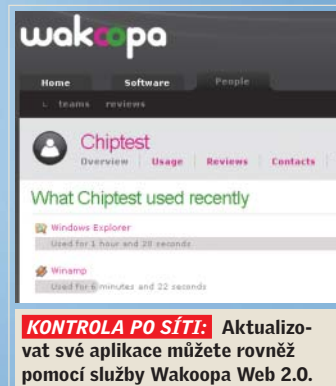 wakoopa
Home Software People
teams reviews
Chiptest
Overview Usage Reviews Contacts
What Chiptest used recently
Windows Explorer
Used for 1 hour and 28 seconds
Winamp
Used for 6 minutes and 22 seconds
KONTROLA PO SÍTI: Aktualizo-
vat své aplikace můžete rovněž
pomocí služby Wakoopa Web 2.0.